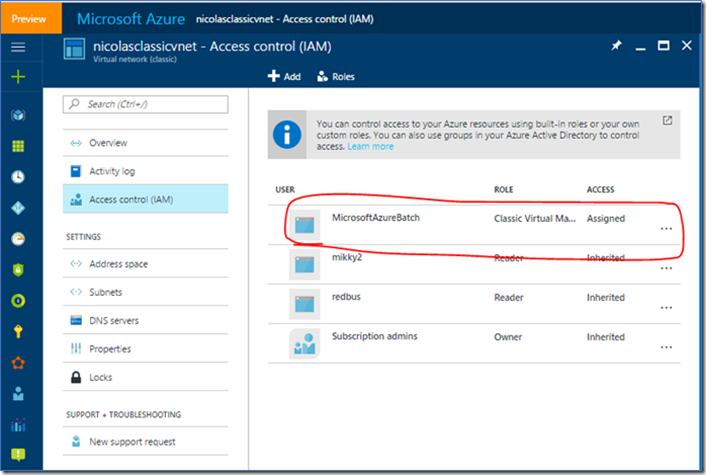 Preview
Microsoft Azure nicolasclassicvnet - Access control (IAM)
nicolasclassicvnet - Access control (IAM)
Virtual network (classic)
Add Roles
Search (Ctrl+/)
Overview
Activity log
Access control (IAM)
SETTINGS
Address space
Subnets
DNS servers
Properties
Locks
SUPPORT + TROUBLESHOOTING
New support request
You can control access to your Azure resources using built-in roles or your own
custom roles. You can also use groups in your Azure Active Directory to control
access. Learn more
USER ROLE ACCESS
MicrosoftAzureBatch Classic Virtual Ma... Assigned ...
mikky2 Reader Inherited ...
redbus Reader Inherited ...
Subscription admins Owner Inherited ...